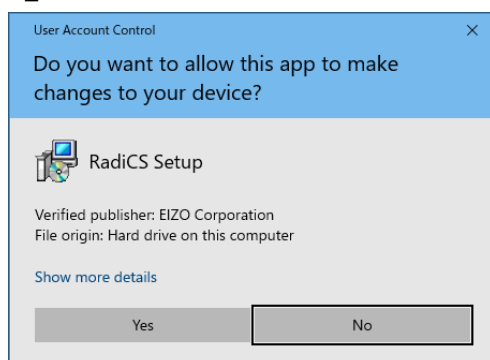 User Account Control
Do you want to allow this app to make
changes to your device?
RadiCS Setup
Verified publisher: EIZO Corporation
File origin: Hard drive on this computer
Show more details
Yes
No